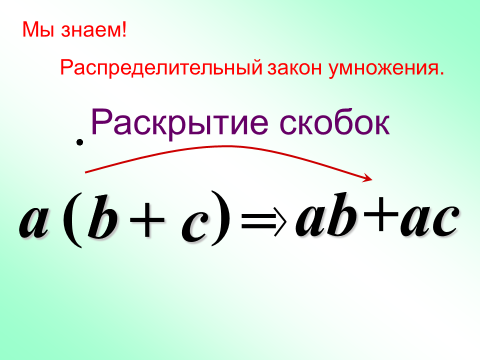 Мы знаем!
Распределительный закон умножения.
• Раскрытие скобок
a (b + c) => ab+ac